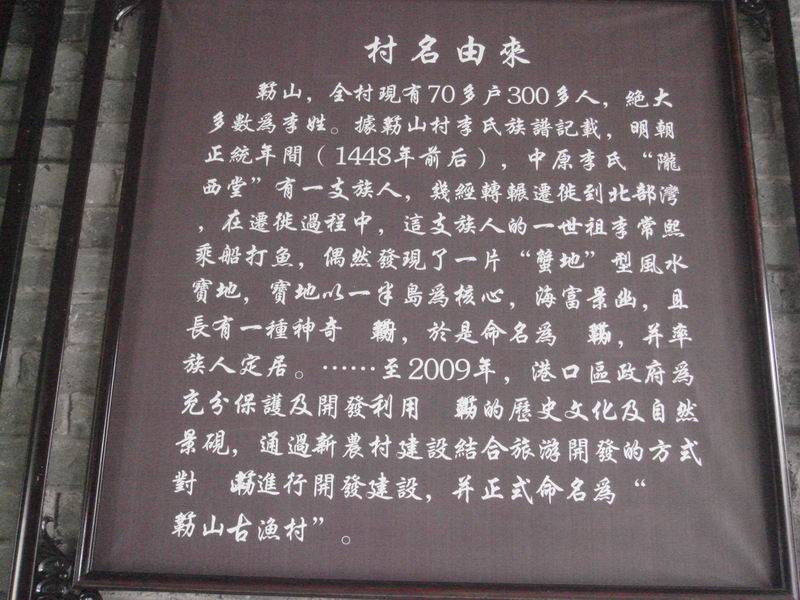 村名由來
簕山，全村現有70多户300多人，絶大
多數為李姓。據簕山村李氏族譜記載，明朝
正統年間（1448年前后），中原李氏“隴
西堂”有一支族人，幾經轉輾遷徙到北部灣
，在遷徙過程中，這支族人的一世祖李常熙
乘船打魚，偶然發現了一片“蟹地”型風水
寶地，寶地以一半島為核心，海富景幽，且
長有一種神奇 ，於是命名為 簕山，并率
族人定居。……至2009年，港口區政府為
充分保護及開發利用 簕山的歷史文化及自然
景硯，通過新農村建設結合旅游開發的方式
對 簕山進行開發建設，并正式命名為“
簕山古漁村”。